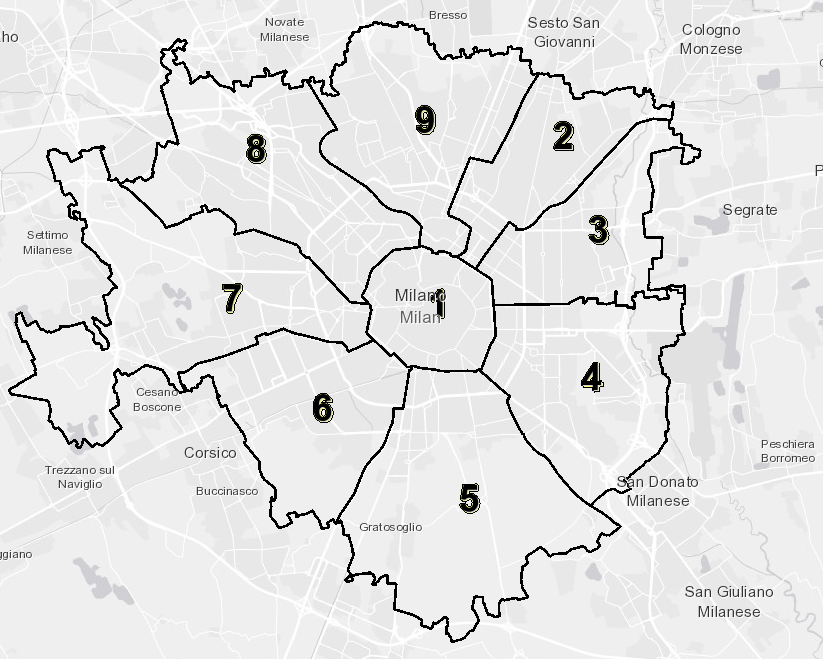 Bresso
Novate
Milanese
Sesto San
Giovanni
Cologno
Monzese
ho
9
2
8
Segrate
3
Settimo
Milanese
7
Milano
Milan
1
4
Cesano
Boscone
6
Corsico
Peschiera
Borromeo
Trezzano sul
Naviglio
Buccinasco
San Donato
Milanese
5
Gratosoglio
ggiano
San Giuliano
Milanese